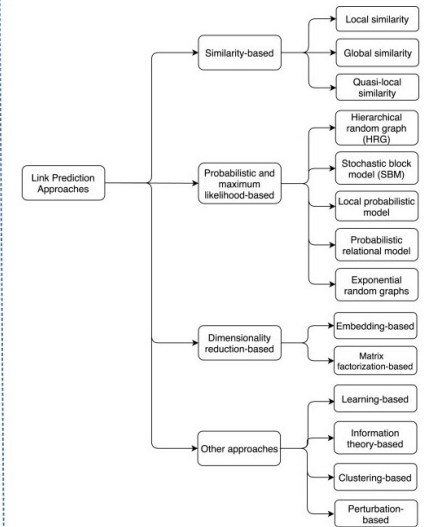 Link Prediction
Approaches
Similarity-based
Local similarity
Global similarity
Quasi-local
similarity
Probabilistic and
maximum
likelihood-based
Hierarchical
random graph
(HRG)
Stochastic block
model (SBM)
Local probabilistic
model
Probabilistic
relational model
Exponential
random graphs
Dimensionality
reduction-based
Embedding-based
Matrix
factorization-based
Other approaches
Learning-based
Information
theory-based
Clustering-based
Perturbation-
based